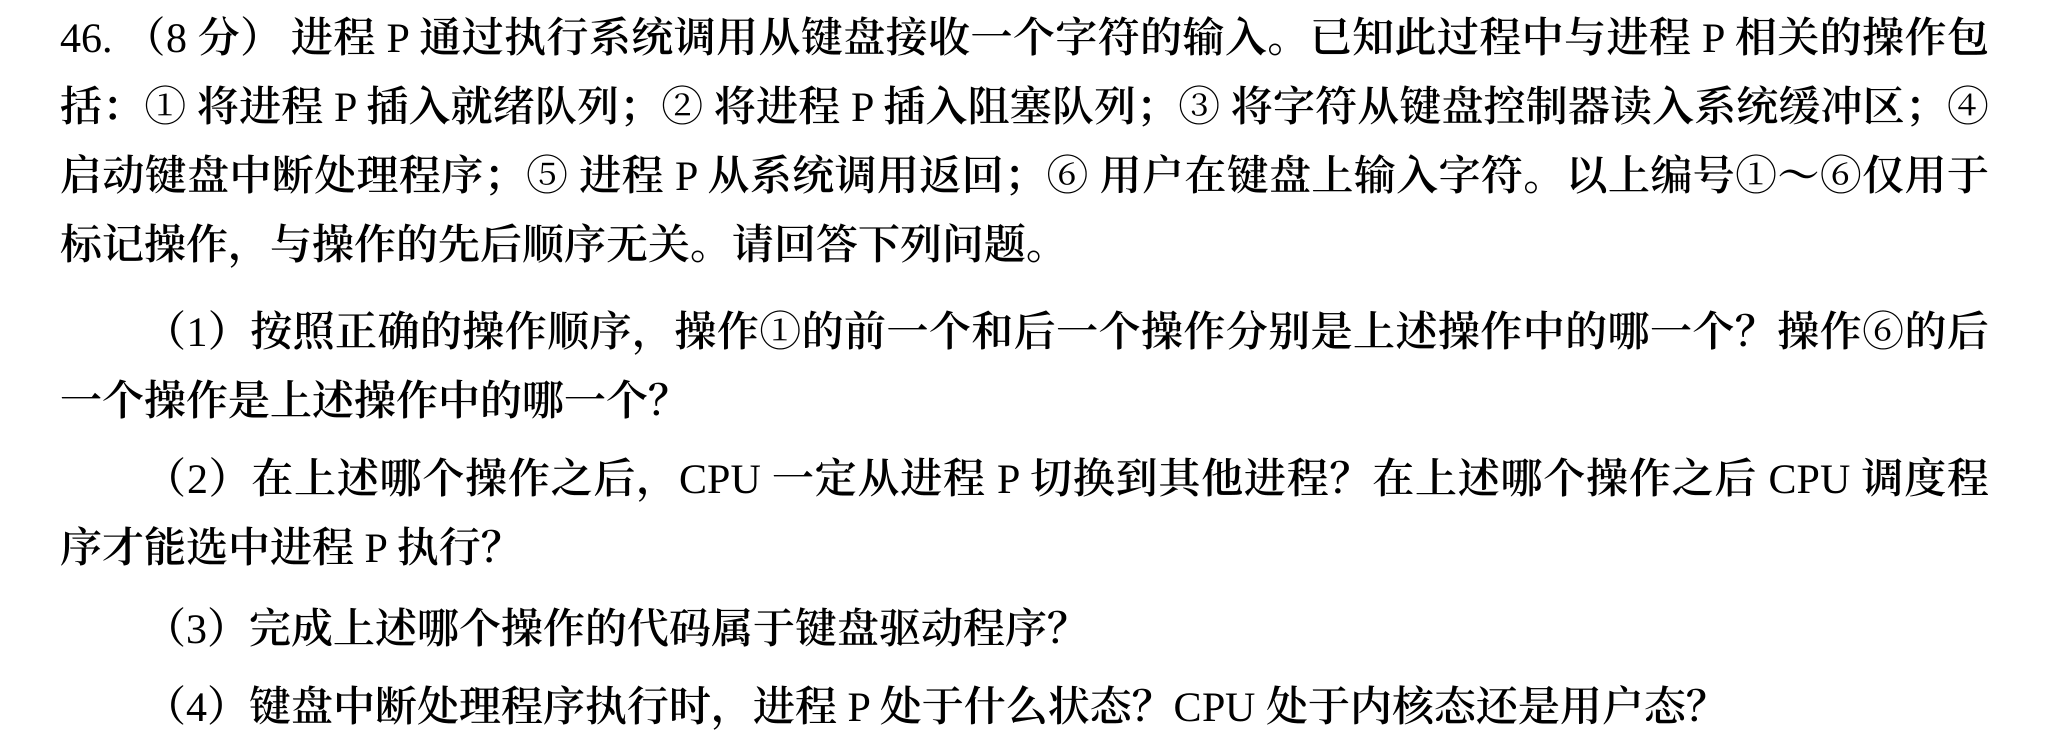 46. （8 分） 进程 P 通过执行系统调用从键盘接收一个字符的输入。已知此过程中与进程 P 相关的操作包
括：① 将进程 P 插入就绪队列；② 将进程 P 插入阻塞队列；③ 将字符从键盘控制器读入系统缓冲区；④
启动键盘中断处理程序；⑤ 进程 P 从系统调用返回；⑥ 用户在键盘上输入字符。以上编号①～⑥仅用于
标记操作，与操作的先后顺序无关。请回答下列问题。
（1）按照正确的操作顺序，操作①的前一个和后一个操作分别是上述操作中的哪一个？操作⑥的后
一个操作是上述操作中的哪一个？
（2）在上述哪个操作之后，CPU 一定从进程 P 切换到其他进程？在上述哪个操作之后 CPU 调度程
序才能选中进程 P 执行？
（3）完成上述哪个操作的代码属于键盘驱动程序？
（4）键盘中断处理程序执行时，进程 P 处于什么状态？CPU 处于内核态还是用户态？